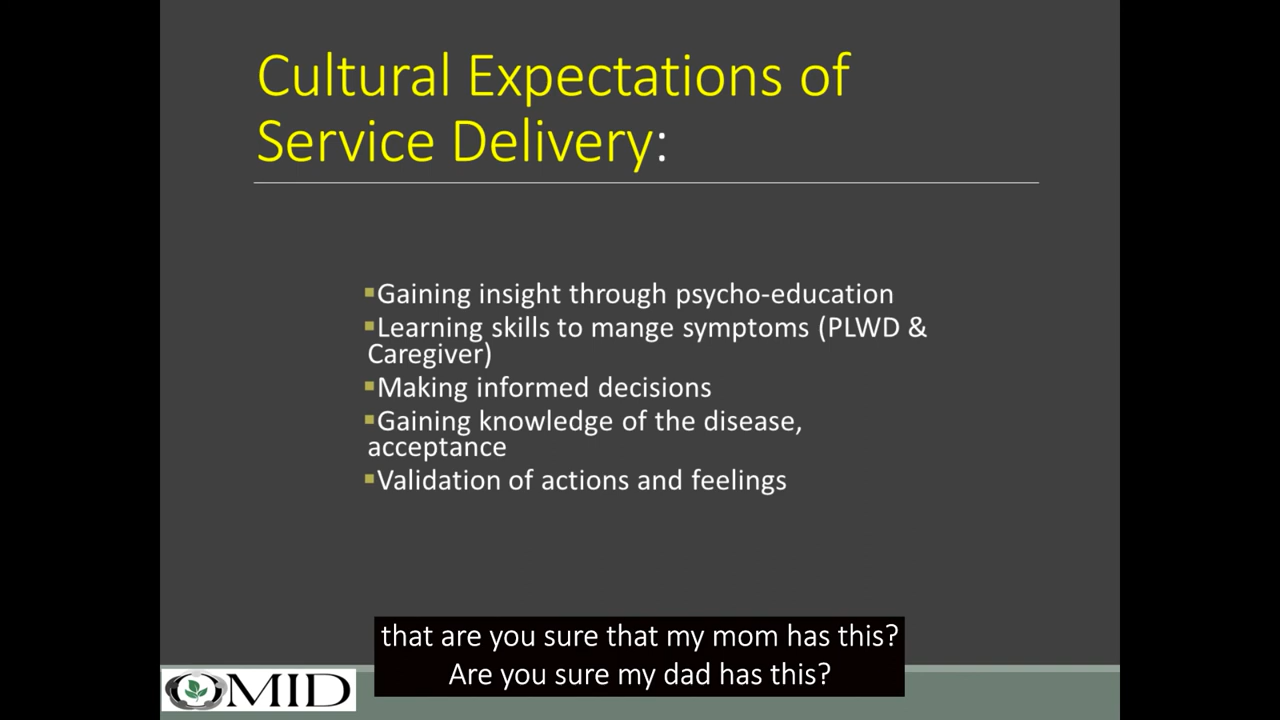 Cultural Expectations of
Service Delivery:
▪Gaining insight through psycho-education
▪Learning skills to mange symptoms (PLWD &
Caregiver)
▪Making informed decisions
▪Gaining knowledge of the disease,
acceptance
▪Validation of actions and feelings
that are you sure that my mom has this?
Are you sure my dad has this?
OMID